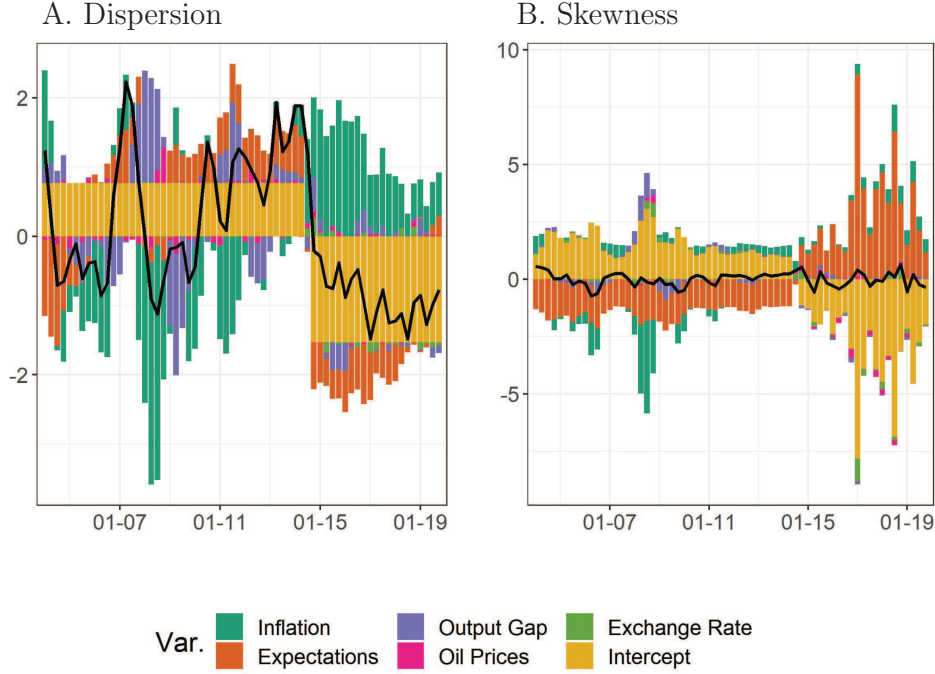 A. Dispersion
2
0
-2
01-07 01-11 01-15 01-19
B. Skewness
10
5
0
-5
01-07 01-11 01-15 01-19
Var.
Inflation
Output Gap
Exchange Rate
Expectations
Oil Prices
Intercept